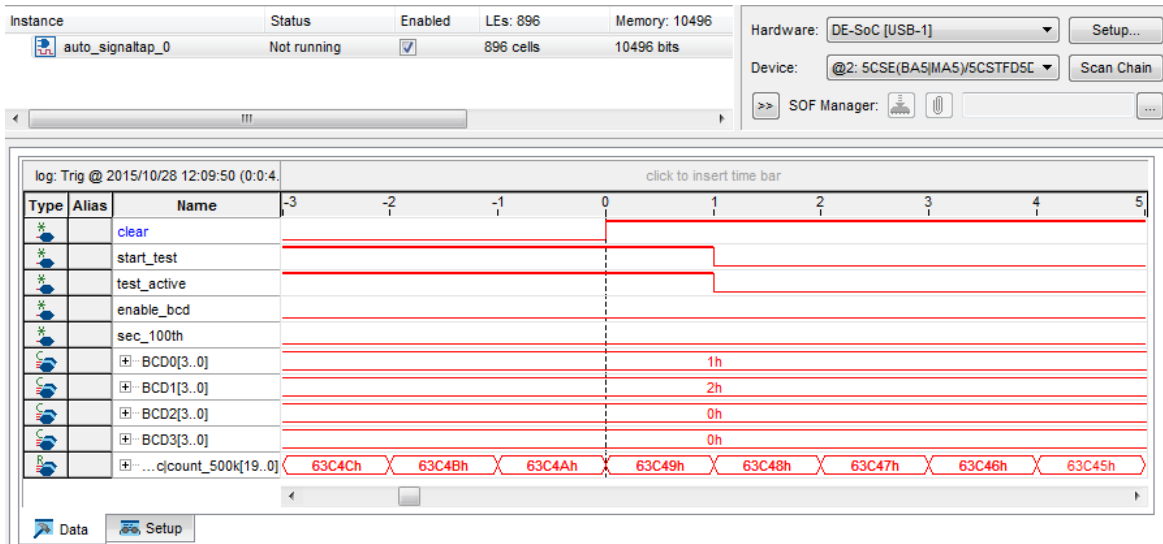 Instance Status Enabled LEs: 896 Memory: 10496
auto_signaltap_0 Not running 896 cells 10496 bits
Hardware: DE-SoC [USB-1] Setup...
Device: @2: 5CSE(BA5|MA5)/5CSTFD5D Scan Chain
>> SOF Manager: ...
log: Trig @ 2015/10/28 12:09:50 (0:0:4. click to insert time bar
Type Alias Name -3 -2 -1 0 1 2 3 4 5
clear
start_test
test_active
enable_bcd
sec_100th
BCD0[3..0] 1h
BCD1[3..0] 2h
BCD2[3..0] 0h
BCD3[3..0] 0h
...c|count_500k[19..0] 63C4Ch 63C4Bh 63C4Ah 63C49h 63C48h 63C47h 63C46h 63C45h
Data Setup